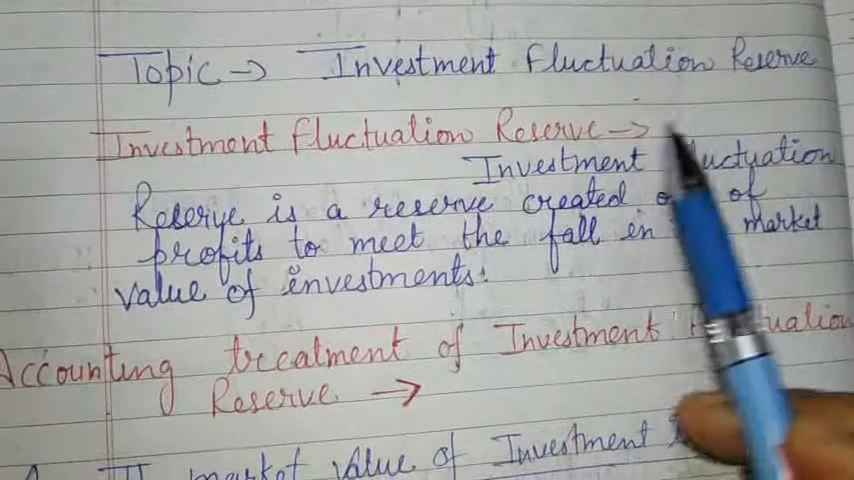 Topic → Investment Fluctuation Reserve
Investment Fluctuation Reserve →
Investment
Reserve is a reserve created of
profits to meet the fall in market
value of investments.
Accounting treatment of Investment
Reserve →
If market value of Investment